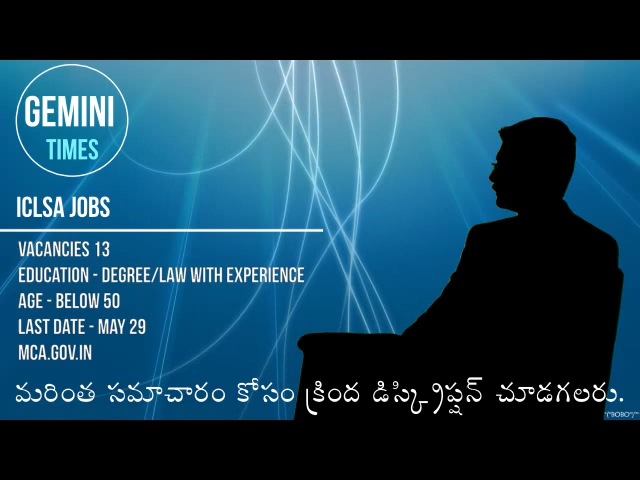 GEMINI
TIMES
ICLSA JOBS
VACANCIES 13
EDUCATION - DEGREE/LAW WITH EXPERIENCE
AGE - BELOW 50
LAST DATE - MAY 29
MCA.GOV.IN
మరింత సమాచారం కోసం క్రింద డిస్క్రిప్షన్ చూడగలరు.
"(”BOBO”)"